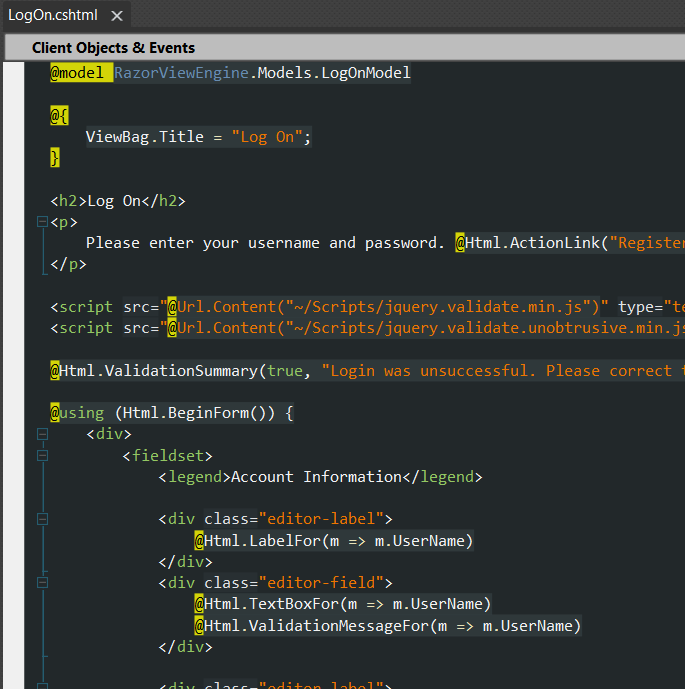 LogOn.cshtml ✕
Client Objects & Events
@model RazorViewEngine.Models.LogOnModel
@{
ViewBag.Title = "Log On";
}
<h2>Log On</h2>
<p>
Please enter your username and password. @Html.ActionLink("Register
</p>
<script src="@Url.Content("~/Scripts/jquery.validate.min.js")" type="te
<script src="@Url.Content("~/Scripts/jquery.validate.unobtrusive.min.js
@Html.ValidationSummary(true, "Login was unsuccessful. Please correct t
@using (Html.BeginForm()) {
<div>
<fieldset>
<legend>Account Information</legend>
<div class="editor-label">
@Html.LabelFor(m => m.UserName)
</div>
<div class="editor-field">
@Html.TextBoxFor(m => m.UserName)
@Html.ValidationMessageFor(m => m.UserName)
</div>
<div class="editor-label">